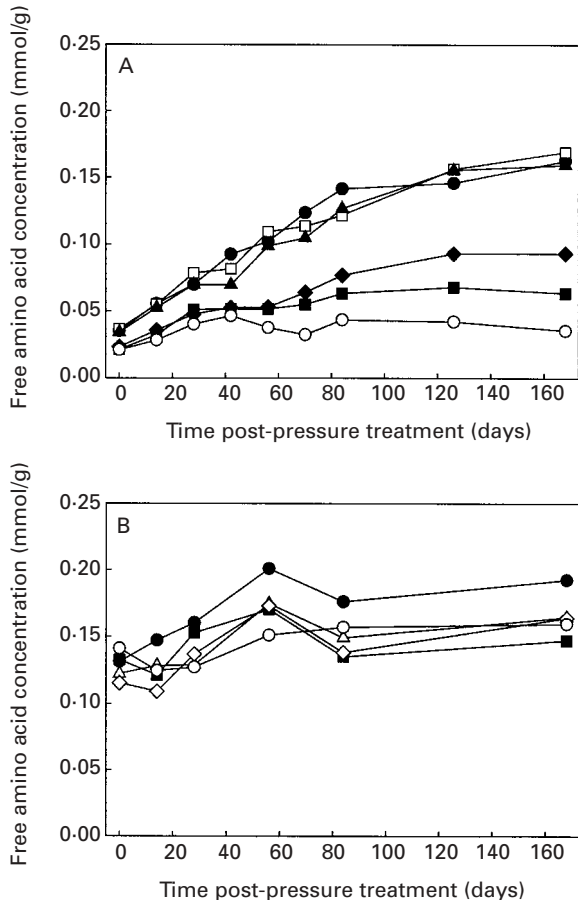 A
Free amino acid concentration (mmol/g)
0·25
0·20
0·15
0·10
0·05
0·00
0 20 40 60 80 100 120 140 160
Time post-pressure treatment (days)
B
Free amino acid concentration (mmol/g)
0·25
0·20
0·15
0·10
0·05
0·00
0 20 40 60 80 100 120 140 160
Time post-pressure treatment (days)